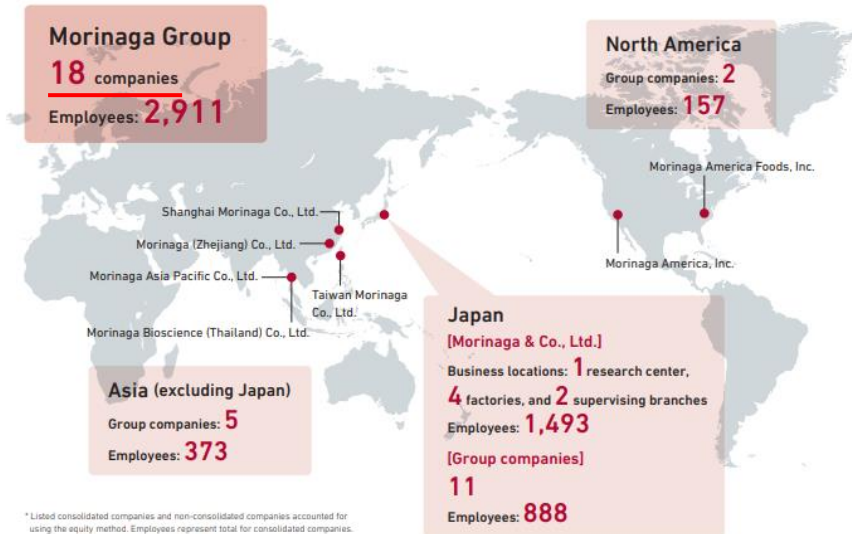 Morinaga Group
18 companies
Employees: 2,911
North America
Group companies: 2
Employees: 157
Morinaga America Foods, Inc.
Morinaga America, Inc.
Shanghai Morinaga Co., Ltd.
Morinaga (Zhejiang) Co., Ltd.
Morinaga Asia Pacific Co., Ltd.
Taiwan Morinaga
Co., Ltd.
Morinaga Bioscience (Thailand) Co., Ltd.
Asia (excluding Japan)
Group companies: 5
Employees: 373
Japan
[Morinaga & Co., Ltd.]
Business locations: 1 research center,
4 factories, and 2 supervising branches
Employees: 1,493
[Group companies]
11
Employees: 888
* Listed consolidated companies and non-consolidated companies accounted for
using the equity method. Employees represent total for consolidated companies.